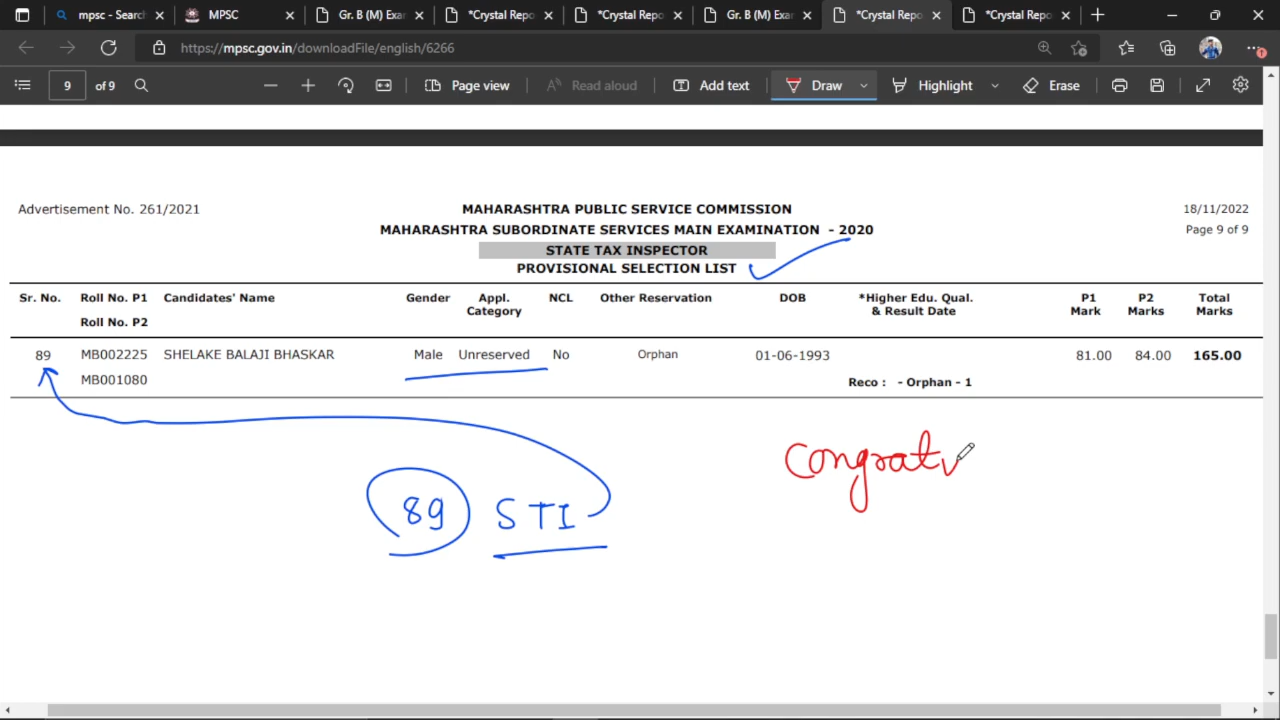 mpsc - Search
MPSC
Gr. B (M) Exa
*Crystal Repo
*Crystal Repo
Gr. B (M) Exa
*Crystal Repo
*Crystal Repo
https://mpsc.gov.in/downloadFile/english/6266
9 of 9
Page view
Read aloud
Add text
Draw
Highlight
Erase
Advertisement No. 261/2021
MAHARASHTRA PUBLIC SERVICE COMMISSION
18/11/2022
MAHARASHTRA SUBORDINATE SERVICES MAIN EXAMINATION - 2020
Page 9 of 9
STATE TAX INSPECTOR
PROVISIONAL SELECTION LIST
Sr. No. Roll No. P1 Candidates' Name Gender Appl. NCL Other Reservation DOB *Higher Edu. Qual. P1 P2 Total
Category & Result Date Mark Marks Marks
Roll No. P2
89 MB002225 SHELAKE BALAJI BHASKAR Male Unreserved No Orphan 01-06-1993 81.00 84.00 165.00
MB001080 Reco : - Orphan - 1
Congratu
89 STI